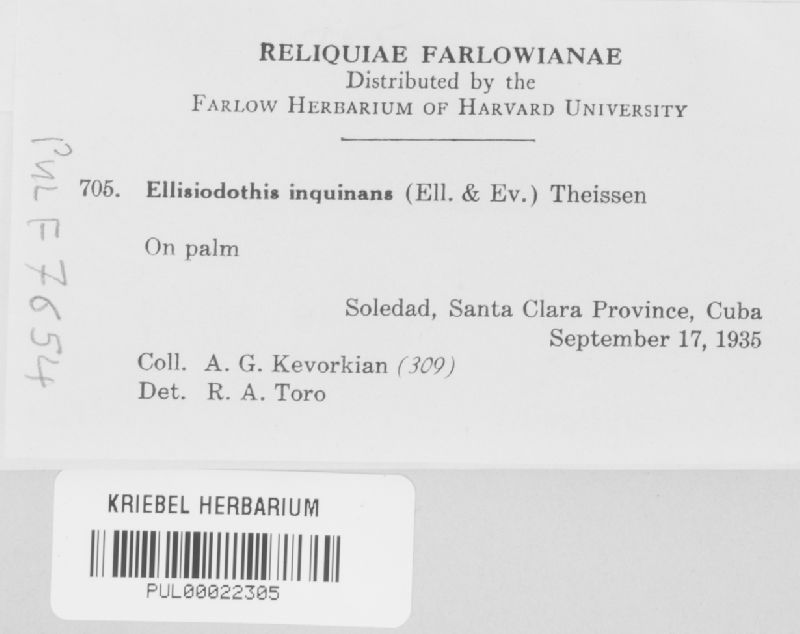 RELIQUIAE FARLOWIANAE
Distributed by the
FARLOW HERBARIUM OF HARVARD UNIVERSITY
705. Ellisiodothis inquinans (Ell. & Ev.) Theissen
On palm
Soledad, Santa Clara Province, Cuba
September 17, 1935
Coll. A. G. Kevorkian (309)
Det. R. A. Toro
PUL F7654
KRIEBEL HERBARIUM
PUL00022305